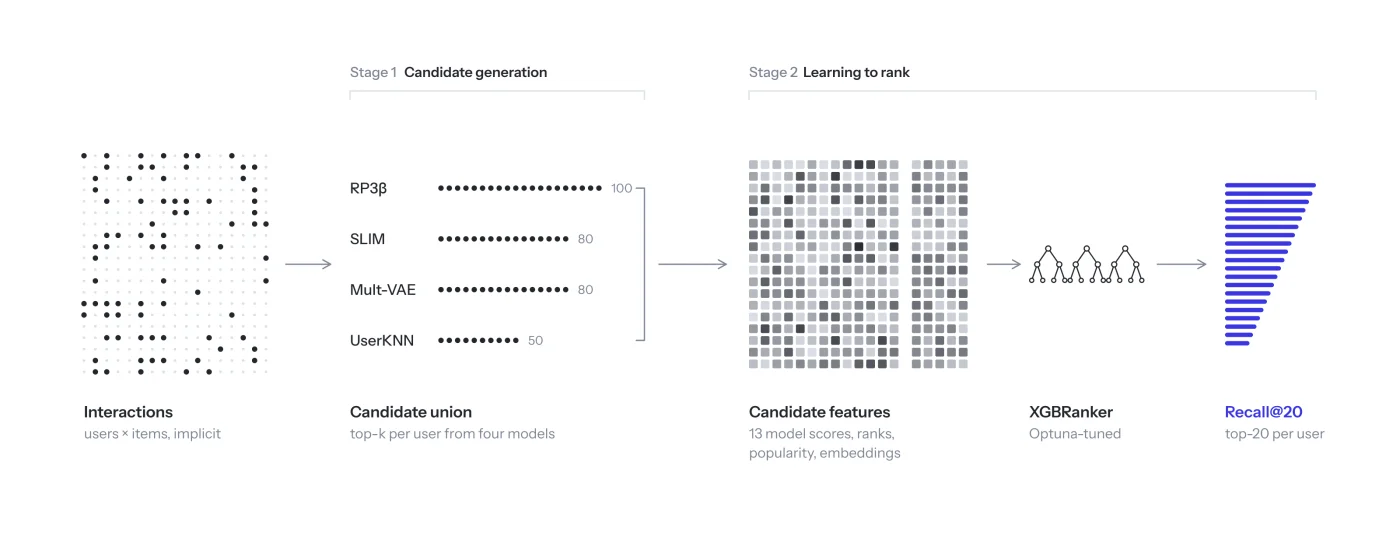 Stage 1 Candidate generation
Stage 2 Learning to rank
RP3β 100
SLIM 80
Mult-VAE 80
UserKNN 50
Interactions
users × items, implicit
Candidate union
top-k per user from four models
Candidate features
13 model scores, ranks,
popularity, embeddings
XGBRanker
Optuna-tuned
Recall@20
top-20 per user